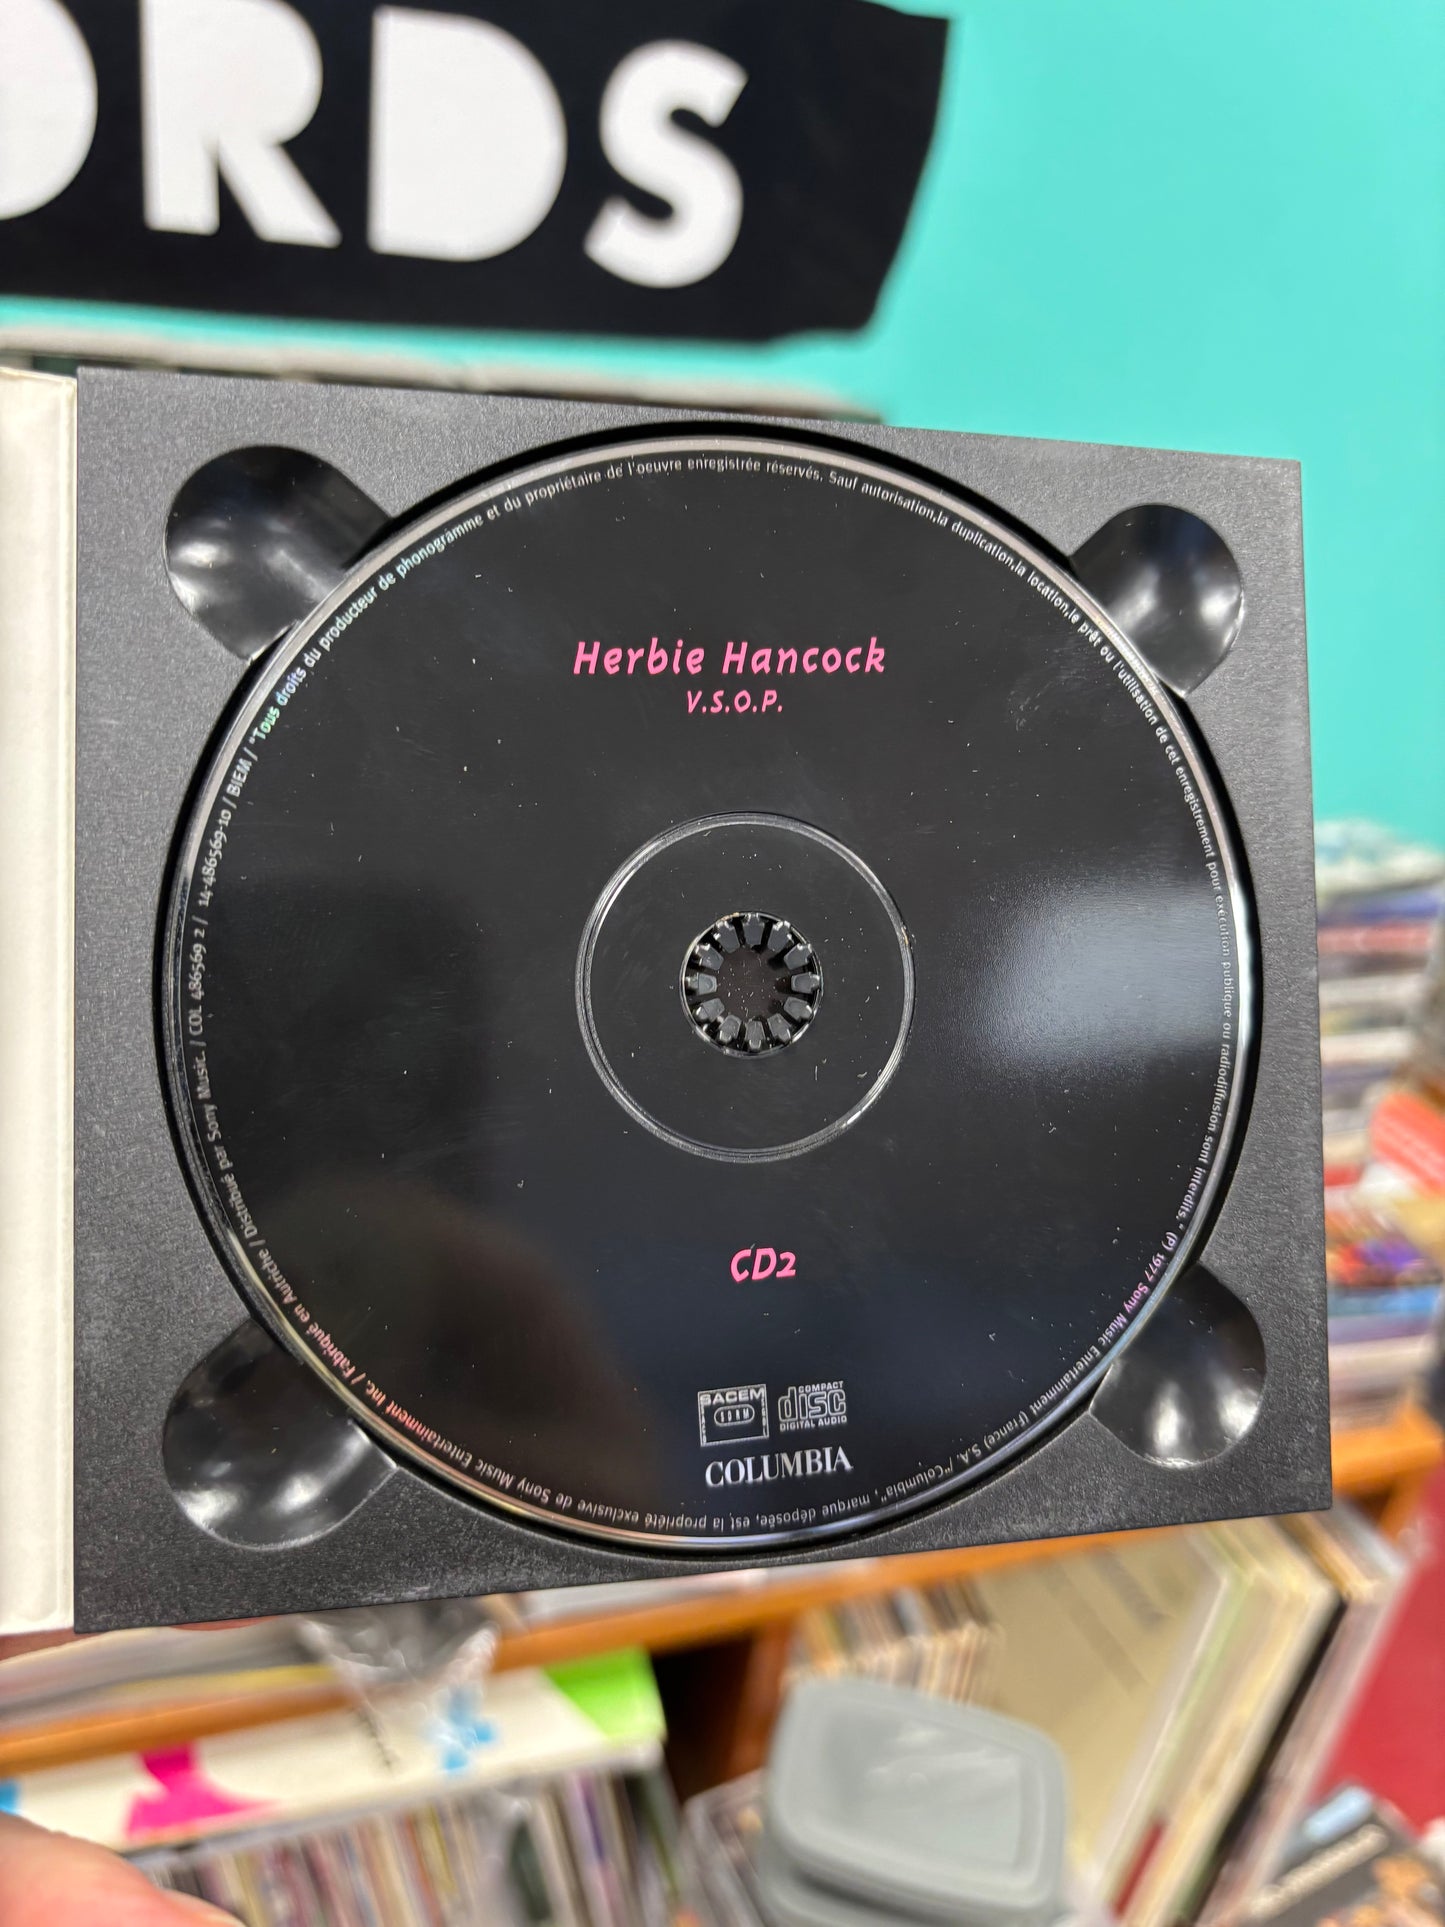 ORDS
Herbie Hancock
V.S.O.P.
CD2
SACEM
COMPACT
disc
DIGITAL AUDIO
COLUMBIA
"Tous droits du producteur de phonogramme et du propriétaire de l'oeuvre enregistrée réservés. Sauf autorisation,la duplication,la location,le prêt ou l'utilisation de cet enregistrement pour exécution publique ou radiodiffusion sont interdits." (P) 1977 Sony Music Entertainment (France) S.A. /"Columbia", marque déposée, est la propriété exclusive de Sony Music Entertainment Inc. / Fabriqué en Autriche / Distribué par Sony Music. / COL 486569 2 / 14-486569-10 / BIEM /